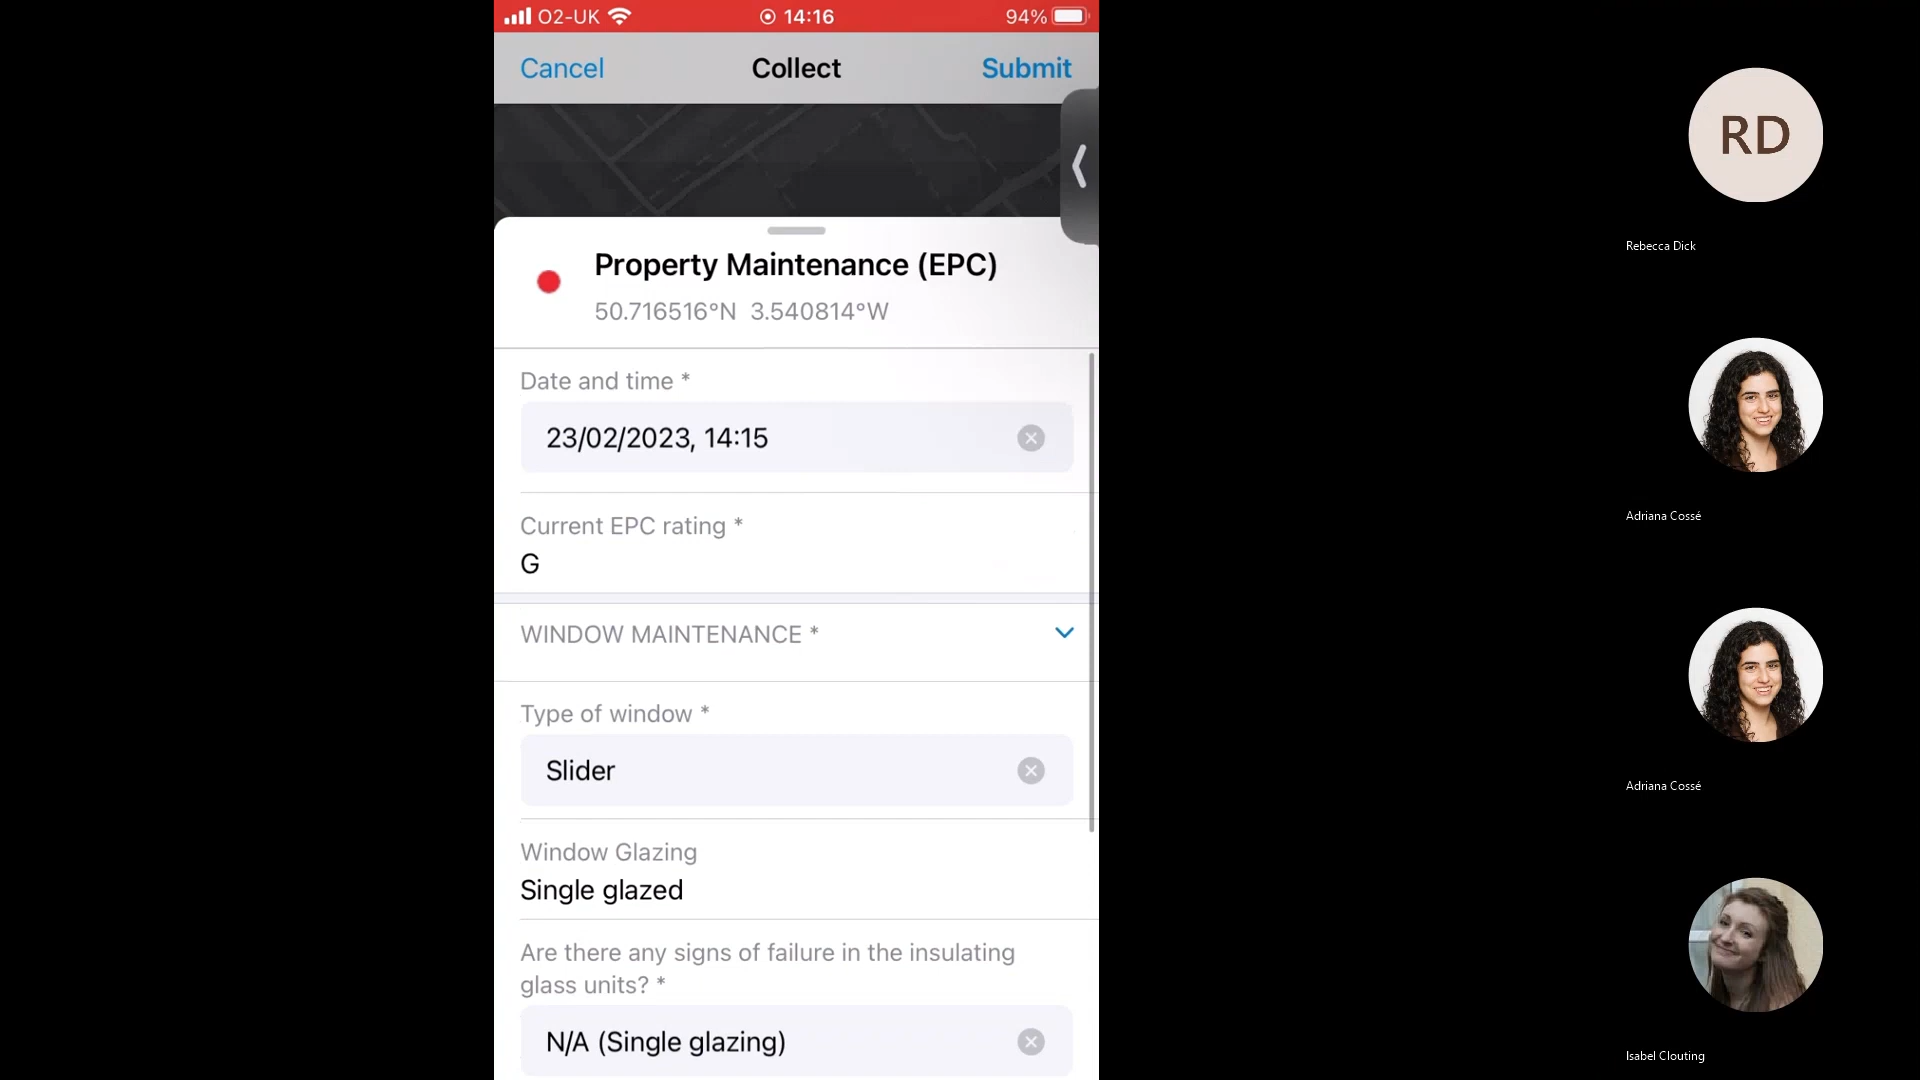 O2-UK 14:16 94%
Cancel Collect Submit
Property Maintenance (EPC)
50.716516°N 3.540814°W
Date and time *
23/02/2023, 14:15
Current EPC rating *
G
WINDOW MAINTENANCE *
Type of window *
Slider
Window Glazing
Single glazed
Are there any signs of failure in the insulating
glass units? *
N/A (Single glazing)
RD
Rebecca Dick
Adriana Cossé
Adriana Cossé
Isabel Clouting